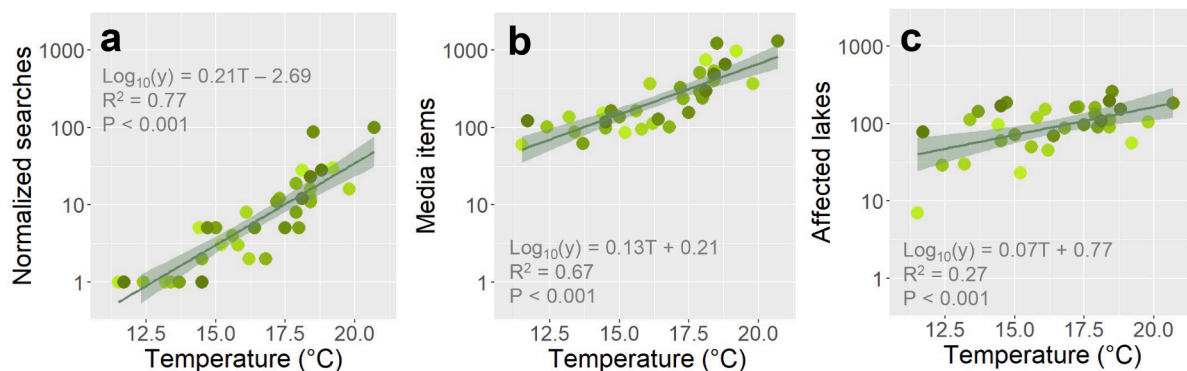 a
Log₁₀(y) = 0.21T – 2.69
R² = 0.77
P < 0.001
1000
100
10
1
12.5 15.0 17.5 20.0
Normalized searches
Temperature (°C)
b
Log₁₀(y) = 0.13T + 0.21
R² = 0.67
P < 0.001
1000
100
10
1
12.5 15.0 17.5 20.0
Media items
Temperature (°C)
c
Log₁₀(y) = 0.07T + 0.77
R² = 0.27
P < 0.001
1000
100
10
1
12.5 15.0 17.5 20.0
Affected lakes
Temperature (°C)